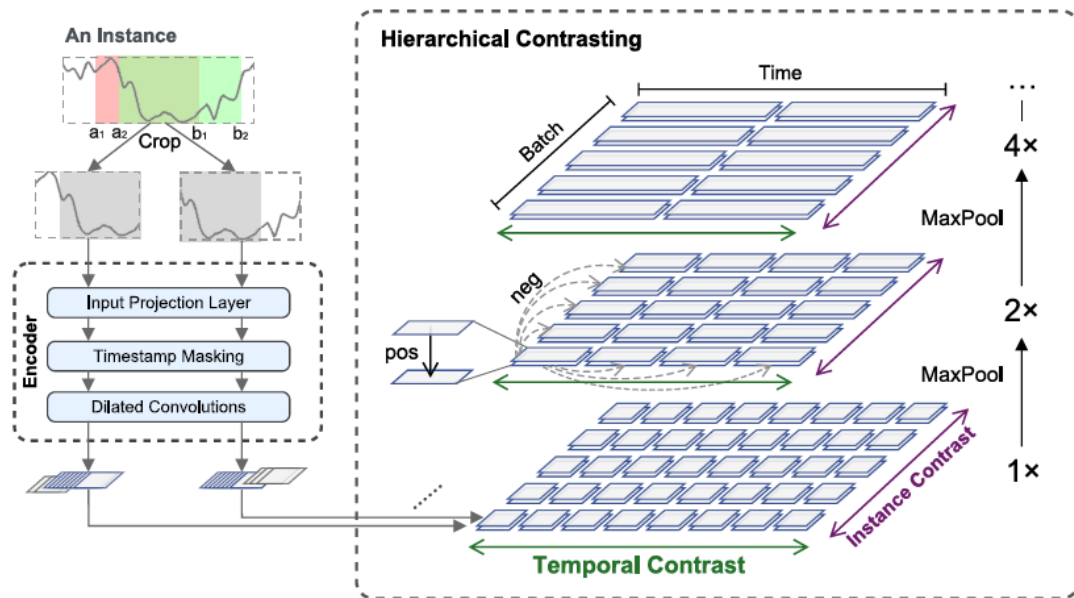 An Instance
a₁ a₂ b₁ b₂
Crop
Encoder
Input Projection Layer
Timestamp Masking
Dilated Convolutions
Hierarchical Contrasting
Time
Batch
...
4×
MaxPool
neg
pos
2×
MaxPool
1×
Instance Contrast
......
Temporal Contrast